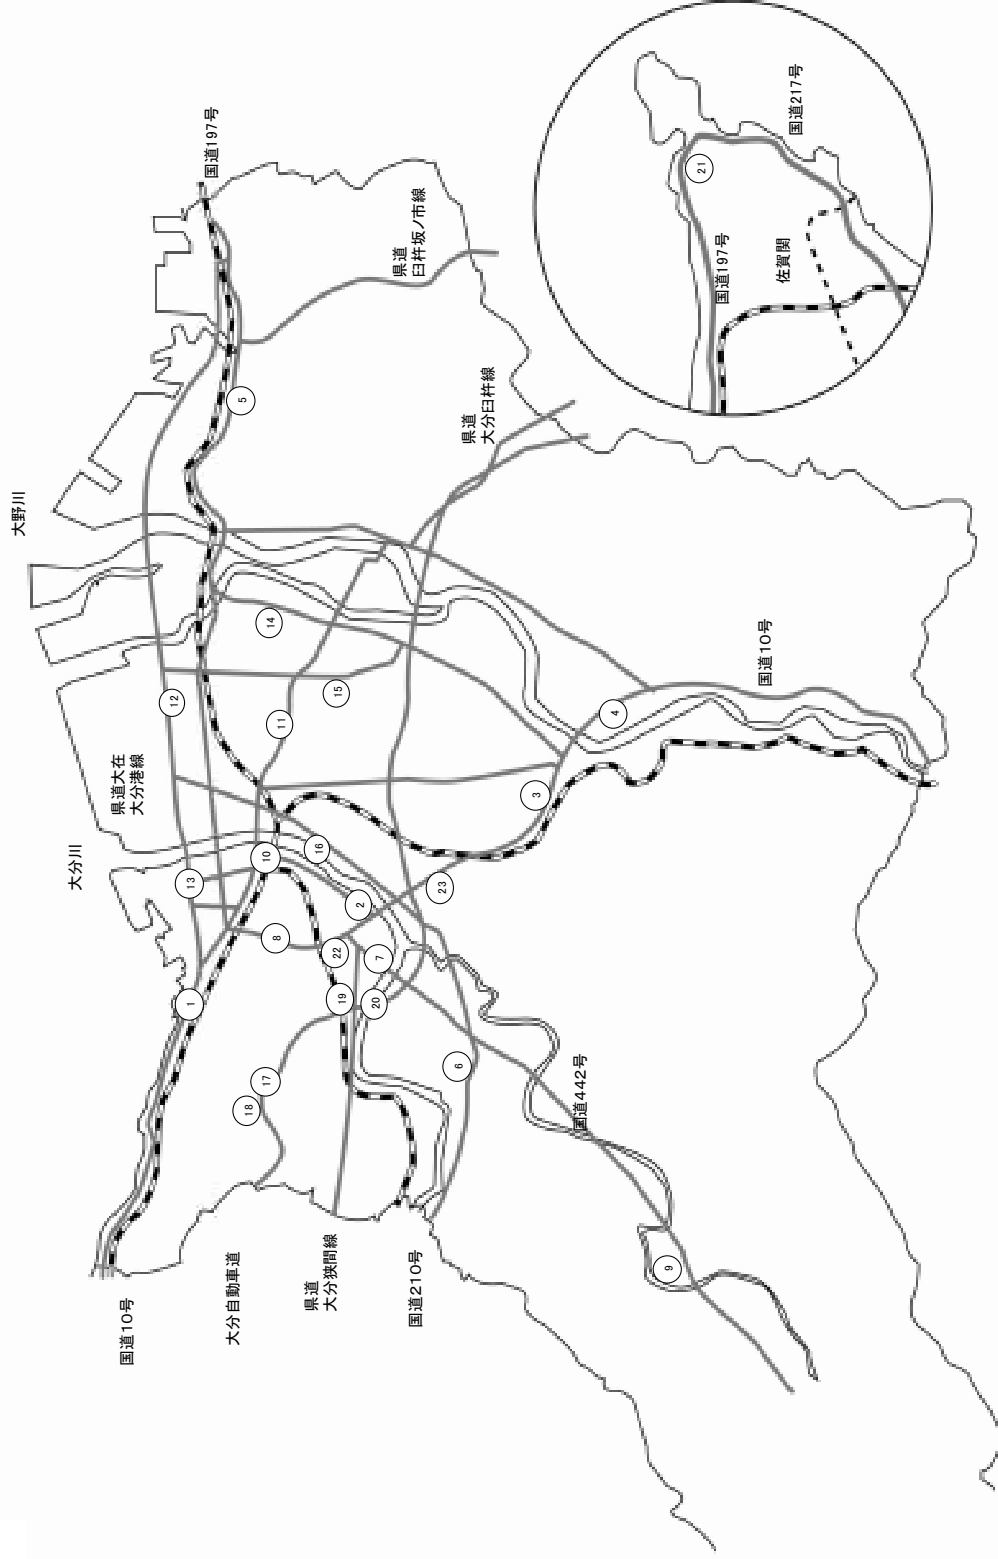 国道10号
大分自動車道
県道
大分狭間線
国道210号
国道442号
大分川
県道大在
大分港線
大野川
国道10号
県道
大分臼杵線
県道
臼杵坂ノ市線
国道197号
国道197号
佐賀関
国道217号
1
2
3
4
5
6
7
8
9
10
11
12
13
14
15
16
17
18
19
20
21
22
23